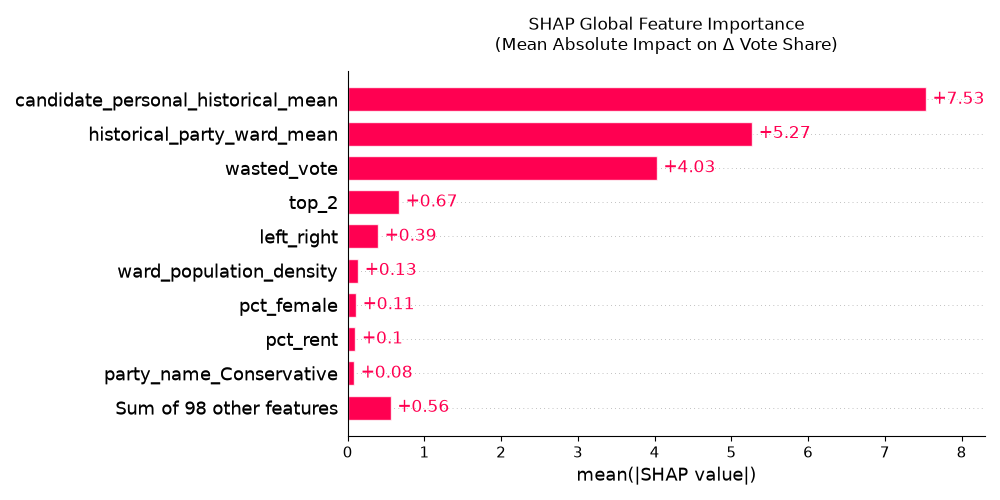 SHAP Global Feature Importance
(Mean Absolute Impact on Δ Vote Share)
candidate_personal_historical_mean +7.53
historical_party_ward_mean +5.27
wasted_vote +4.03
top_2 +0.67
left_right +0.39
ward_population_density +0.13
pct_female +0.11
pct_rent +0.1
party_name_Conservative +0.08
Sum of 98 other features +0.56
0 1 2 3 4 5 6 7 8
mean(|SHAP value|)